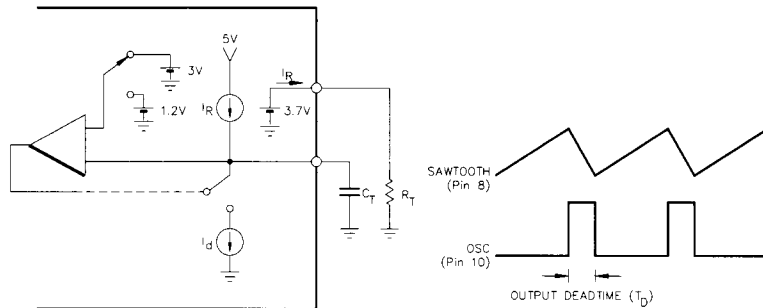 5V
I_R
3V
1.2V
I_R
3.7V
C_T
R_T
I_d
SAWTOOTH
(Pin 8)
OSC
(Pin 10)
OUTPUT DEADTIME (T_D)